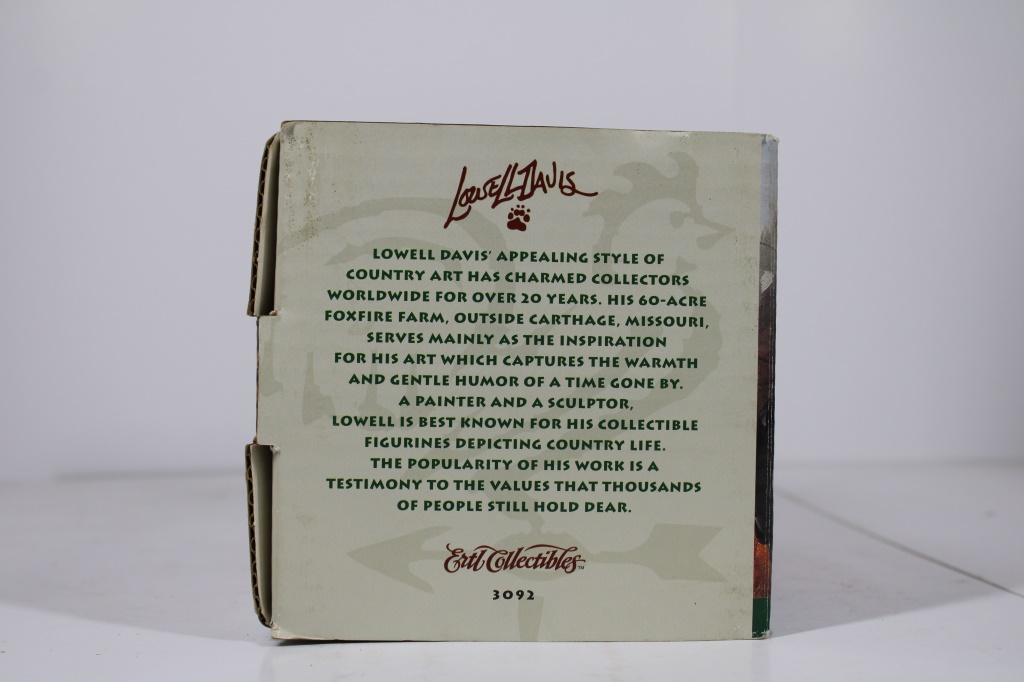 Lowell Davis
LOWELL DAVIS' APPEALING STYLE OF
COUNTRY ART HAS CHARMED COLLECTORS
WORLDWIDE FOR OVER 20 YEARS. HIS 60-ACRE
FOXFIRE FARM, OUTSIDE CARTHAGE, MISSOURI,
SERVES MAINLY AS THE INSPIRATION
FOR HIS ART WHICH CAPTURES THE WARMTH
AND GENTLE HUMOR OF A TIME GONE BY.
A PAINTER AND A SCULPTOR,
LOWELL IS BEST KNOWN FOR HIS COLLECTIBLE
FIGURINES DEPICTING COUNTRY LIFE.
THE POPULARITY OF HIS WORK IS A
TESTIMONY TO THE VALUES THAT THOUSANDS
OF PEOPLE STILL HOLD DEAR.
Ertl Collectibles™
3092